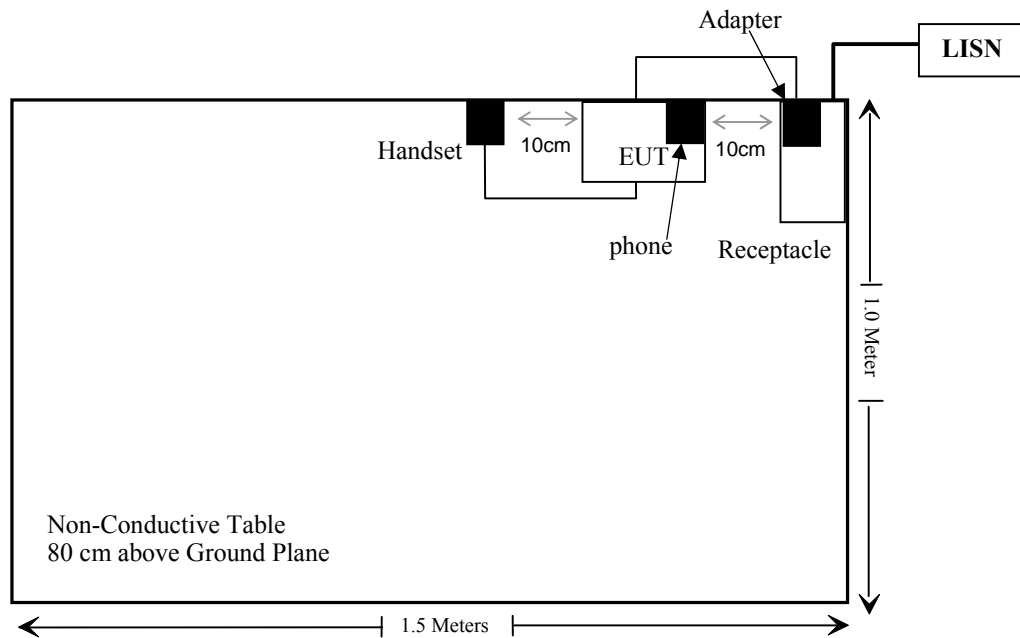 Adapter
LISN
Handset
10cm
EUT
10cm
phone
Receptacle
1.0 Meter
Non-Conductive Table
80 cm above Ground Plane
1.5 Meters